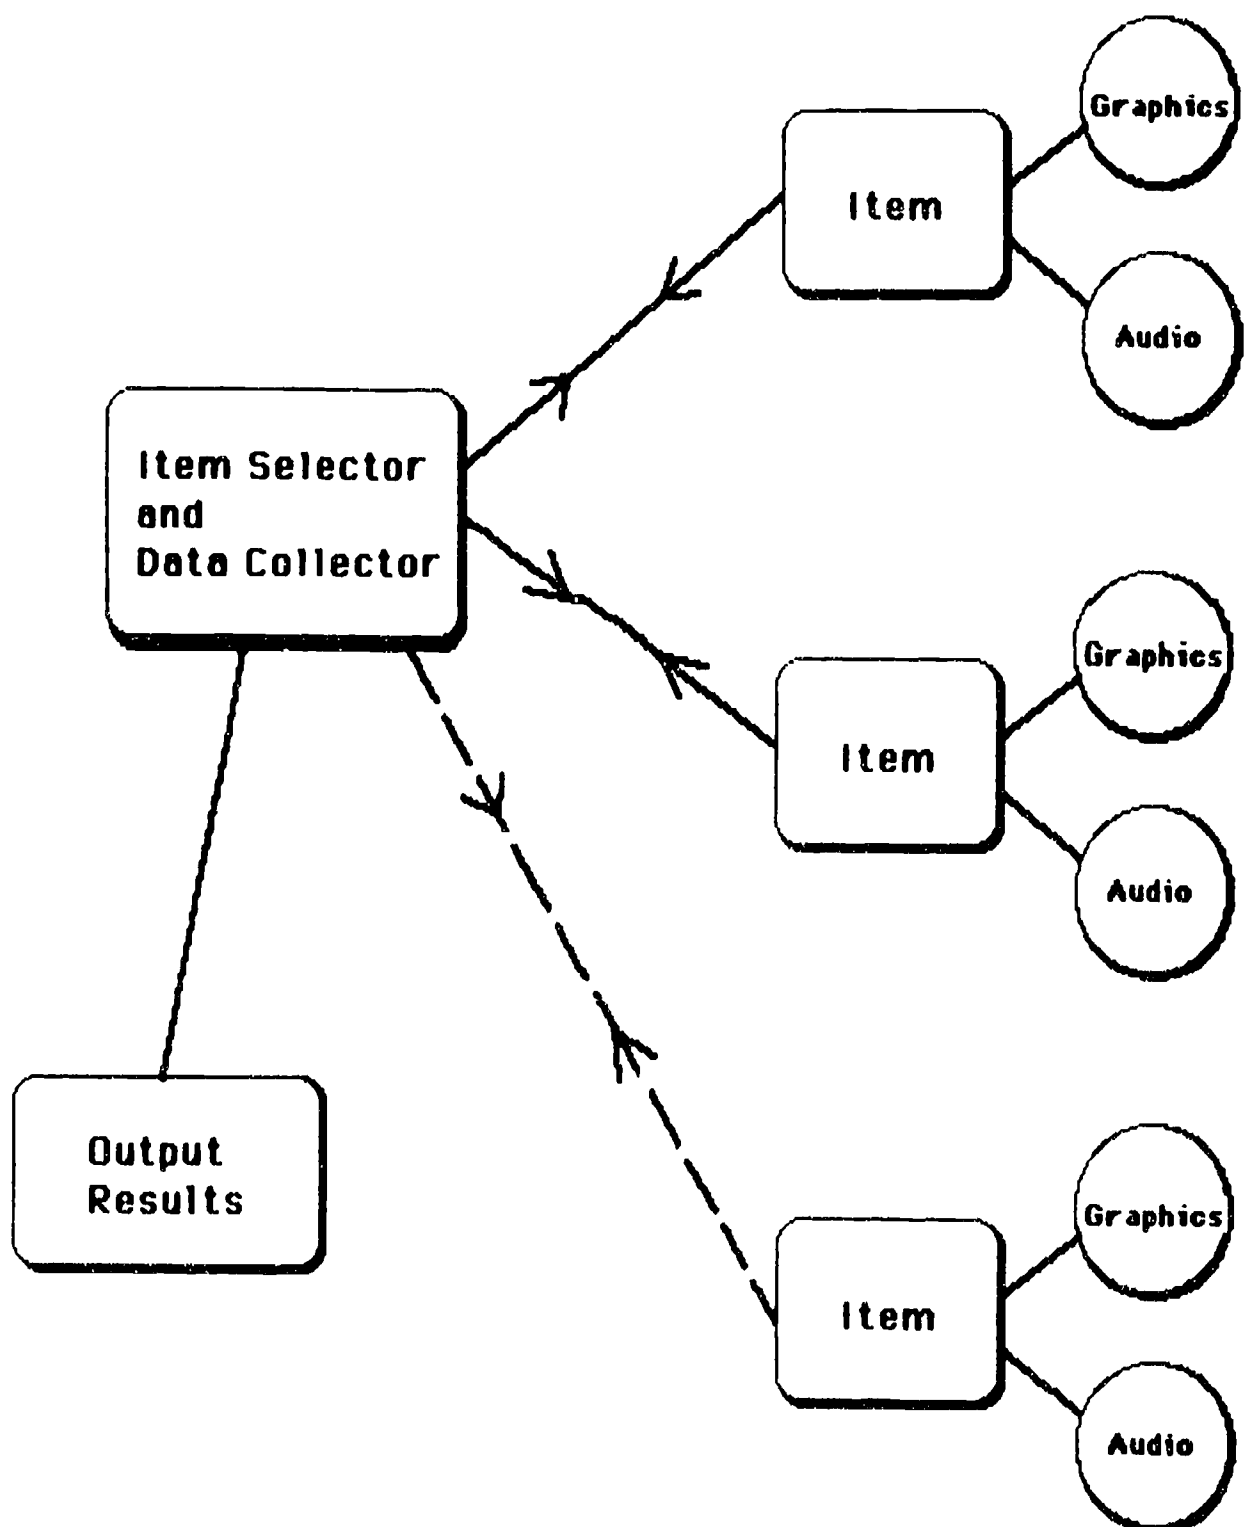 Graphics
Item
Audio
Item Selector
and
Data Collector
Graphics
Item
Audio
Output
Results
Graphics
Item
Audio